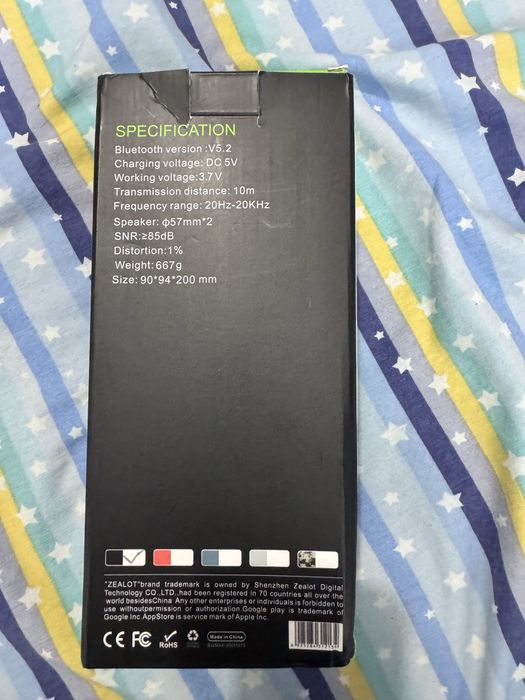 SPECIFICATION
Bluetooth version :V5.2
Charging voltage: DC 5V
Working voltage:3.7V
Transmission distance: 10m
Frequency range: 20Hz-20KHz
Speaker: φ57mm*2
SNR:≥85dB
Distortion:1%
Weight:667g
Size: 90*94*200 mm
"ZEALOT"brand trademark is owned by Shenzhen Zealot Digital
Technology CO.,LTD.,had been registered in 70 countries all over the
world besidesChina Any other enterprises or individuals is forbidden to
use withoutpermission or authorization.Google play is trademark of
Google Inc.AppStore is service mark of Apple Inc.
CE FC RoHS Made in China